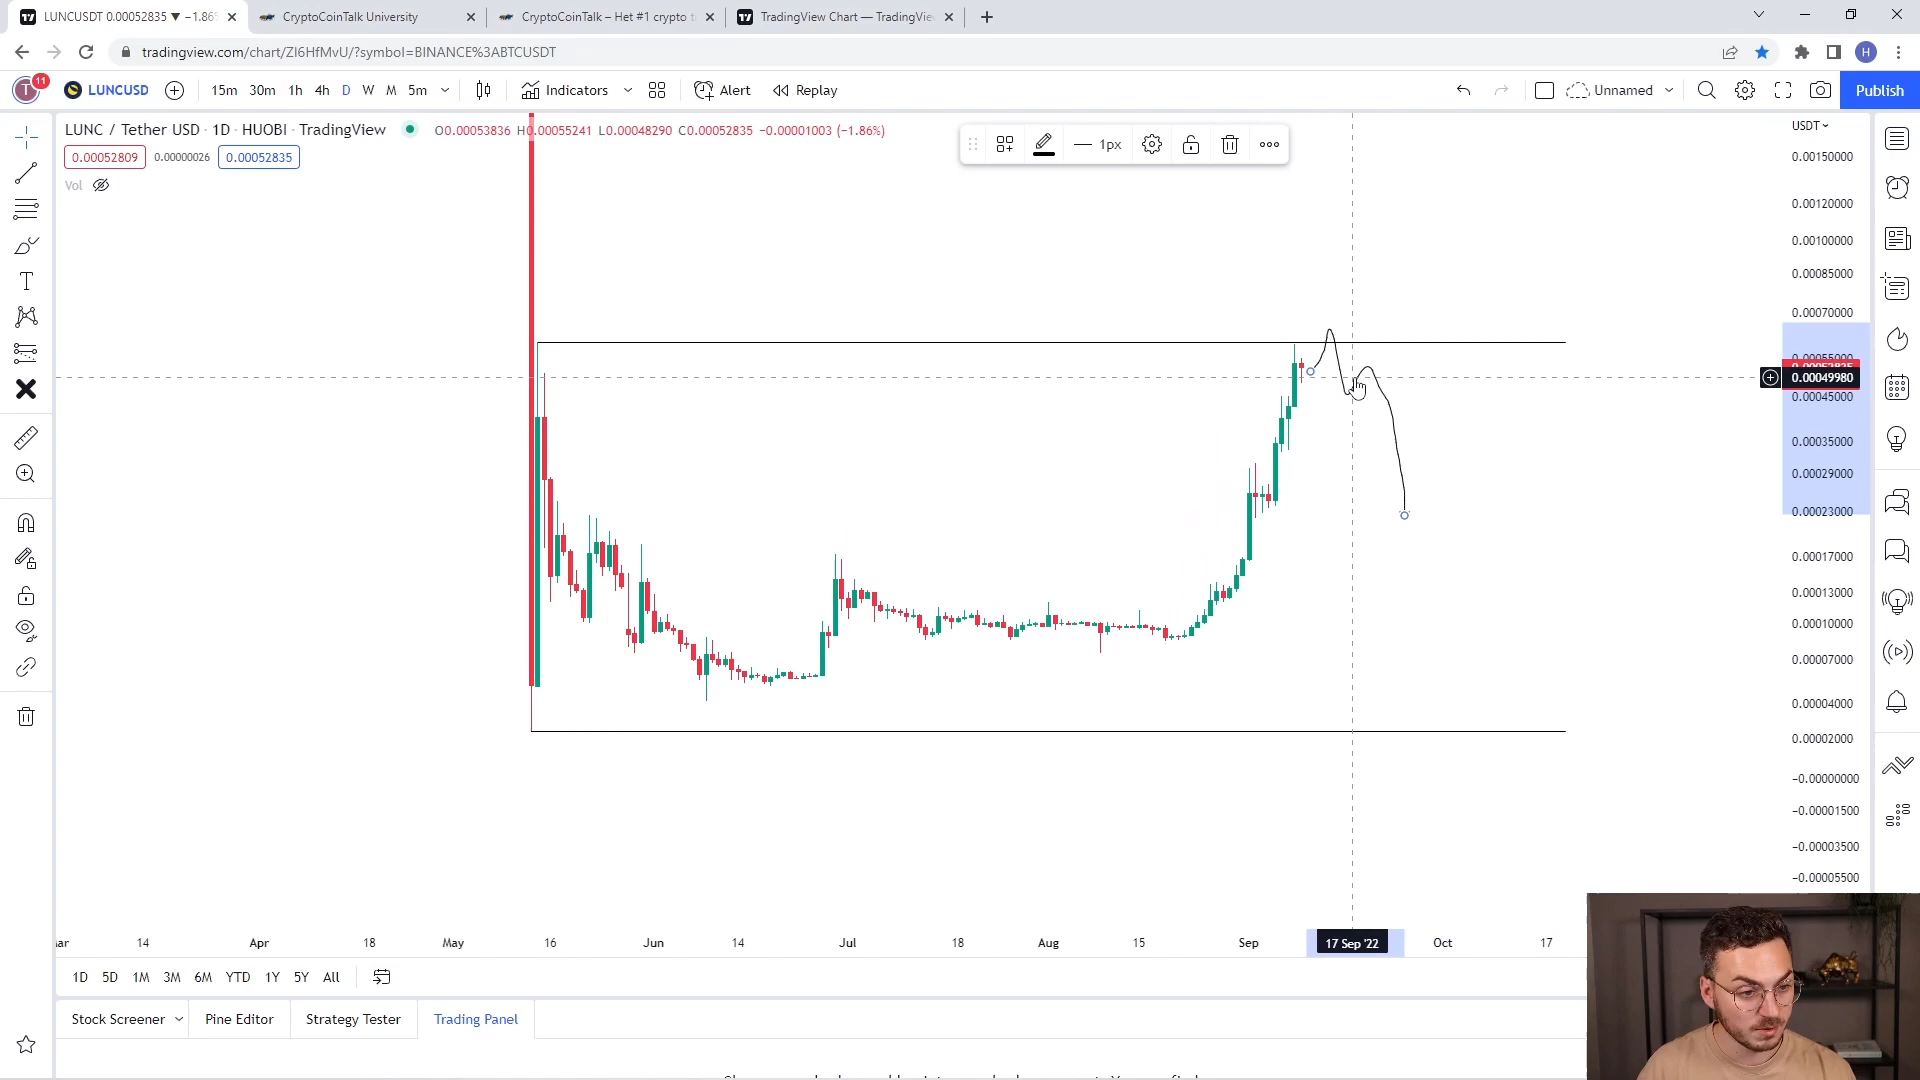 LUNCUSDT 0.00052835 ▼ −1.86%
CryptoCoinTalk University
CryptoCoinTalk – Het #1 crypto t
TradingView Chart — TradingVie
tradingview.com/chart/ZI6HfMvU/?symbol=BINANCE%3ABTCUSDT
H
T
11
LUNCUSD
15m 30m 1h 4h D W M 5m
Indicators
Alert
Replay
Unnamed
Publish
LUNC / Tether USD · 1D · HUOBI · TradingView
O0.00053836 H0.00055241 L0.00048290 C0.00052835 −0.00001003 (−1.86%)
0.00052809 0.00000026 0.00052835
Vol
1px
USDT
0.00150000
0.00120000
0.00100000
0.00085000
0.00070000
0.00055000
0.00049980
0.00045000
0.00035000
0.00029000
0.00023000
0.00017000
0.00013000
0.00010000
0.00007000
0.00004000
0.00002000
−0.00000000
−0.00001500
−0.00003500
−0.00005500
ar 14 Apr 18 May 16 Jun 14 Jul 18 Aug 15 Sep 17 Sep '22 Oct 17
1D 5D 1M 3M 6M YTD 1Y 5Y All
Stock Screener Pine Editor Strategy Tester Trading Panel